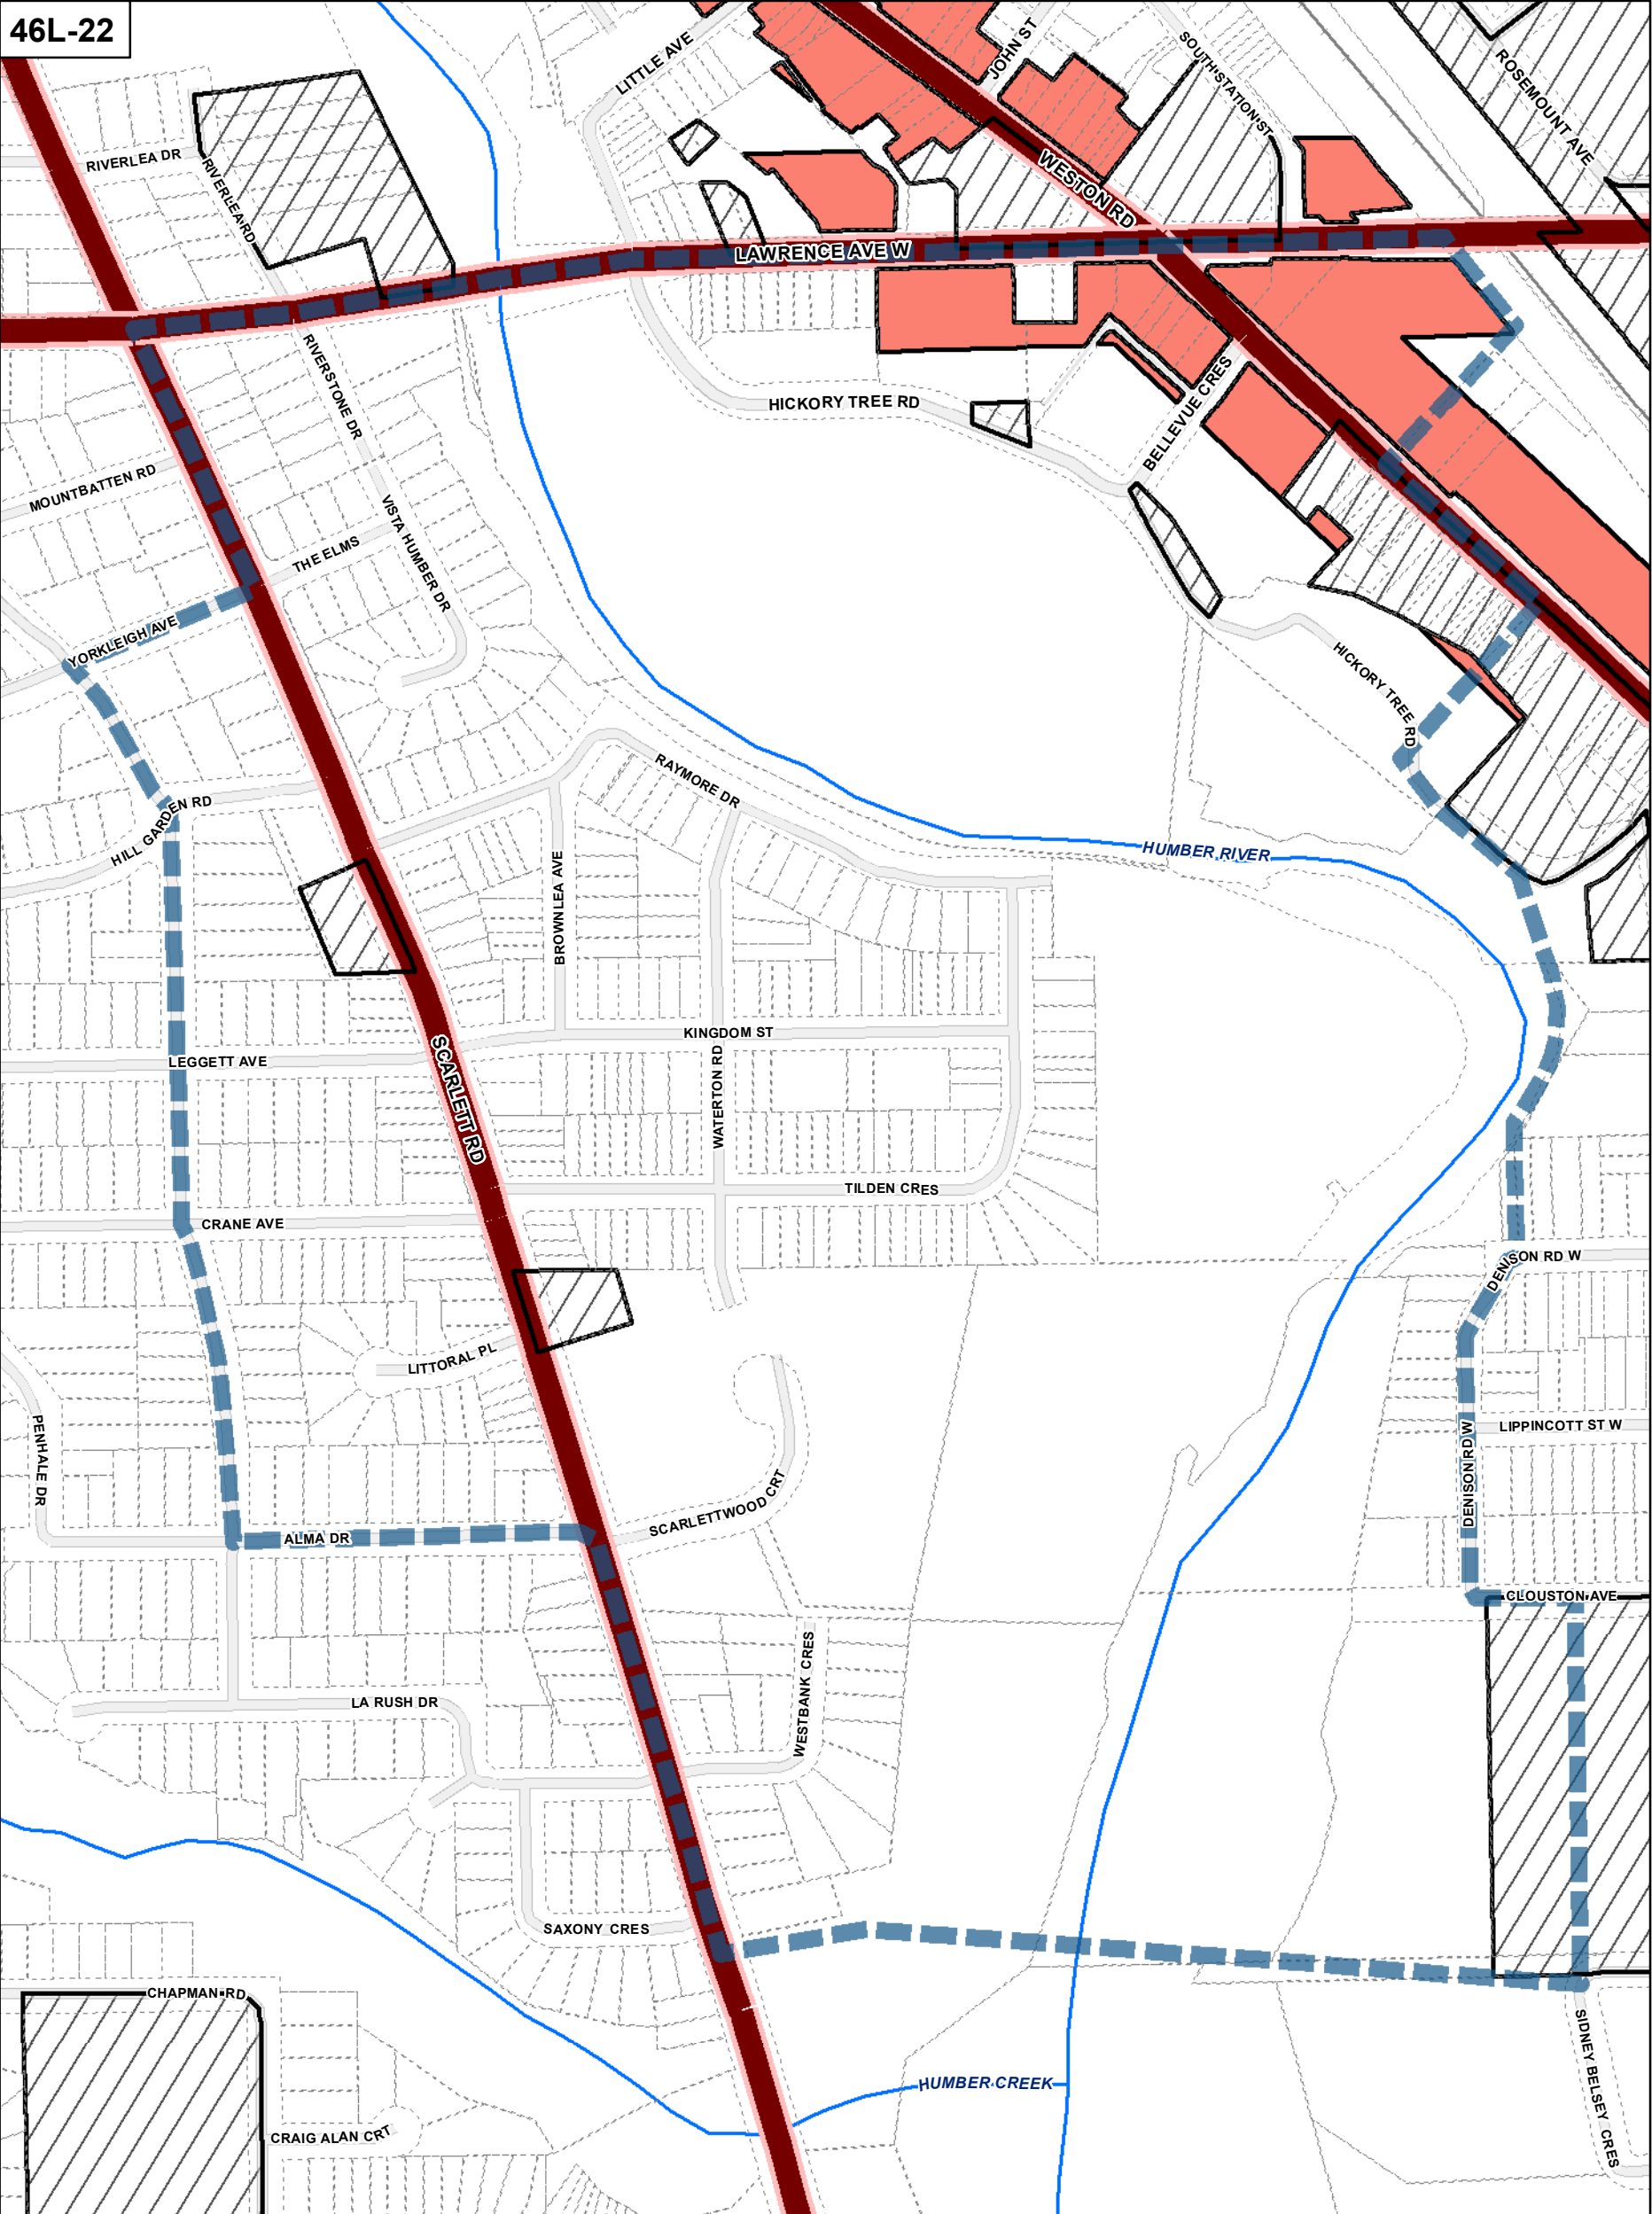 46L-22
LITTLE AVE
JOHN ST
SOUTH STATION ST
ROSEMOUNT AVE
RIVERLEA DR
RIVERLEA RD
WESTON RD
LAWRENCE AVE W
RIVERSTONE DR
HICKORY TREE RD
BELLEVUE CRES
MOUNTBATTEN RD
VISTA HUMBER DR
THE ELMS
YORKLEIGH AVE
HICKORY TREE RD
RAYMORE DR
HILL GARDEN RD
HUMBER RIVER
BROWNLEA AVE
KINGDOM ST
LEGGETT AVE
SCARLETT RD
WATERTON RD
TILDEN CRES
CRANE AVE
DENISON RD W
LITTORAL PL
PENHALE DR
LIPPINCOTT ST W
DENISON RD W
SCARLETTWOOD CRT
ALMA DR
CLOUSTON AVE
WESTBANK CRES
LA RUSH DR
SAXONY CRES
CHAPMAN RD
SIDNEY BELSEY CRES
HUMBER CREEK
CRAIG ALAN CRT